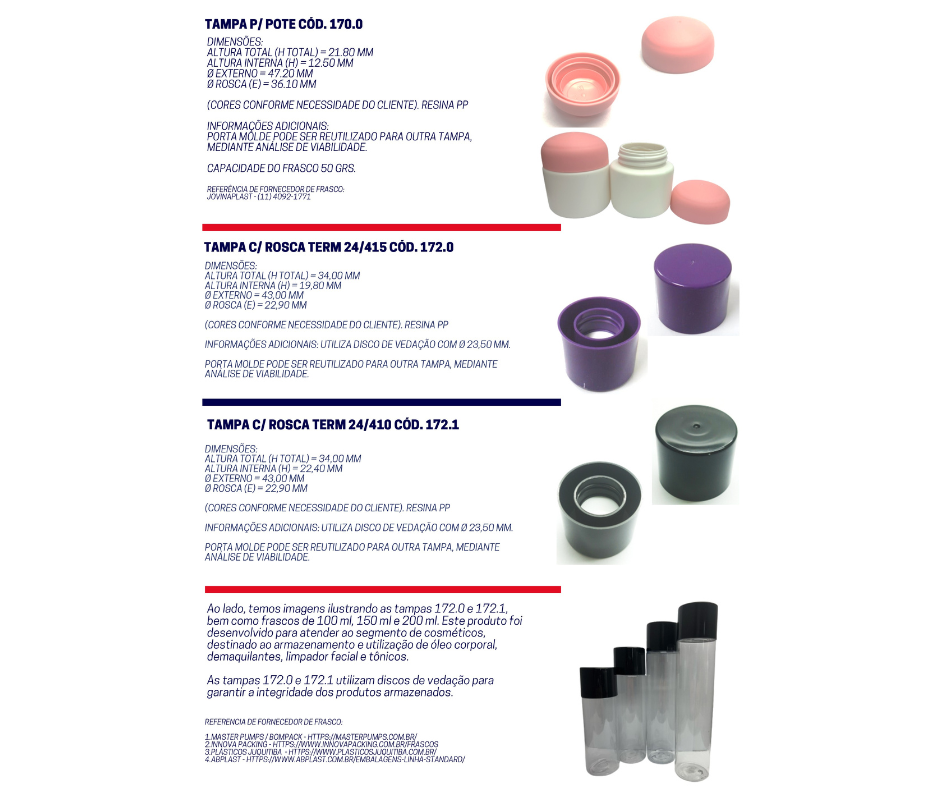 TAMPA P/ POTE CÓD. 170.0
DIMENSÕES:
ALTURA TOTAL (H TOTAL) = 21.80 MM
ALTURA INTERNA (H) = 12.50 MM
Ø EXTERNO = 47.20 MM
Ø ROSCA (E) = 36.10 MM
(CORES CONFORME NECESSIDADE DO CLIENTE). RESINA PP
INFORMAÇÕES ADICIONAIS:
PORTA MOLDE PODE SER REUTILIZADO PARA OUTRA TAMPA,
MEDIANTE ANÁLISE DE VIABILIDADE.
CAPACIDADE DO FRASCO 50 GRS.
REFERÊNCIA DE FORNECEDOR DE FRASCO:
JOVINAPLAST - (11) 4092-1771
TAMPA C/ ROSCA TERM 24/415 CÓD. 172.0
DIMENSÕES:
ALTURA TOTAL (H TOTAL) = 34,00 MM
ALTURA INTERNA (H) = 19,80 MM
Ø EXTERNO = 43,00 MM
Ø ROSCA (E) = 22,90 MM
(CORES CONFORME NECESSIDADE DO CLIENTE). RESINA PP
INFORMAÇÕES ADICIONAIS: UTILIZA DISCO DE VEDAÇÃO COM Ø 23,50 MM.
PORTA MOLDE PODE SER REUTILIZADO PARA OUTRA TAMPA, MEDIANTE
ANÁLISE DE VIABILIDADE.
TAMPA C/ ROSCA TERM 24/410 CÓD. 172.1
DIMENSÕES:
ALTURA TOTAL (H TOTAL) = 34,00 MM
ALTURA INTERNA (H) = 22,40 MM
Ø EXTERNO = 43,00 MM
Ø ROSCA (E) = 22,90 MM
(CORES CONFORME NECESSIDADE DO CLIENTE). RESINA PP
INFORMAÇÕES ADICIONAIS: UTILIZA DISCO DE VEDAÇÃO COM Ø 23,50 MM.
PORTA MOLDE PODE SER REUTILIZADO PARA OUTRA TAMPA, MEDIANTE
ANÁLISE DE VIABILIDADE.
Ao lado, temos imagens ilustrando as tampas 172.0 e 172.1,
bem como frascos de 100 ml, 150 ml e 200 ml. Este produto foi
desenvolvido para atender ao segmento de cosméticos,
destinado ao armazenamento e utilização de óleo corporal,
demaquilantes, limpador facial e tônicos.
As tampas 172.0 e 172.1 utilizam discos de vedação para
garantir a integridade dos produtos armazenados.
REFERENCIA DE FORNECEDOR DE FRASCO.
1.MASTER PUMPS / BOMPACK - HTTPS://MASTERPUMPS.COM.BR/
2.INNOVA PACKING - HTTPS://WWW.INNOVAPACKING.COM.BR/FRASCOS
3.PLÁSTICOS JUQUITIBA - HTTPS://WWW.PLASTICOSJUQUITIBA.COM.BR/
4.ABPLAST - HTTPS://WWW.ABPLAST.COM.BR/EMBALAGENS-LINHA-STANDARD/